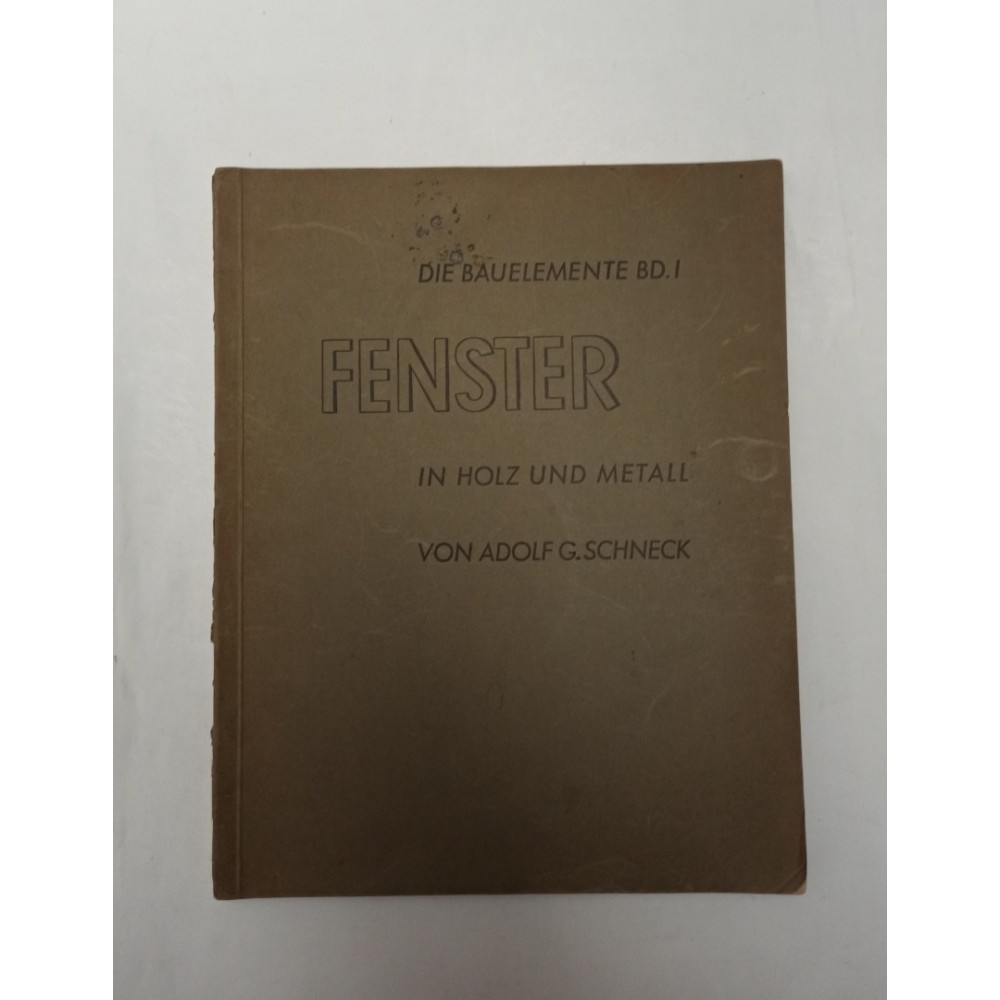 DIE BAUELEMENTE BD. I
FENSTER
IN HOLZ UND METALL
VON ADOLF G. SCHNECK